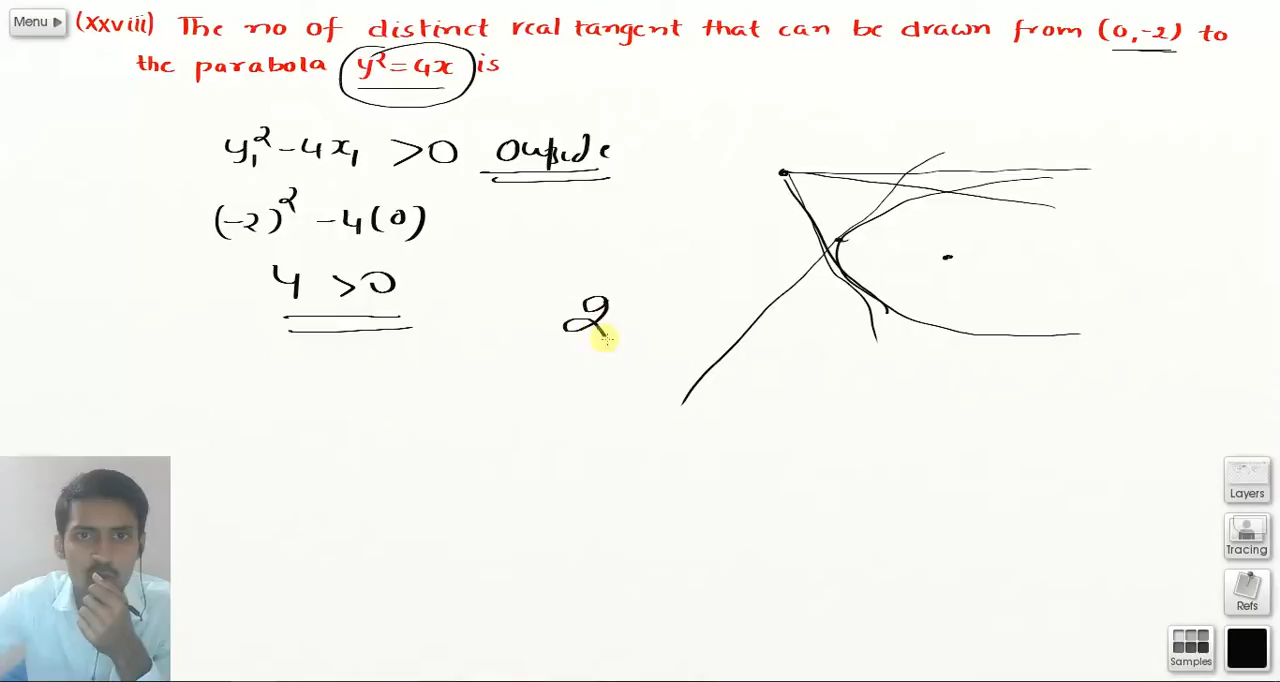 Menu
(xxviii) The no of distinct real tangent that can be drawn from (0,-2) to
the parabola y²=4x is
y₁² - 4x₁ > 0 outside
(-2)² - 4(0)
4 > 0
2
Layers
Tracing
Refs
Samples